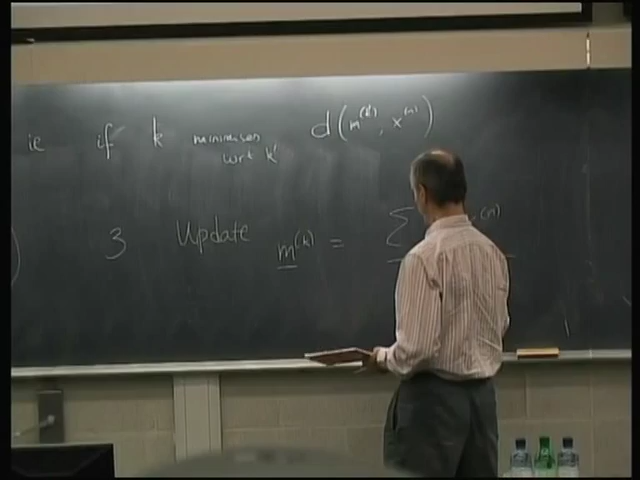 ie if k minimises d(m^(k'), x^(n))
wrt k'
3 Update m^(k) = Σ x^(n)